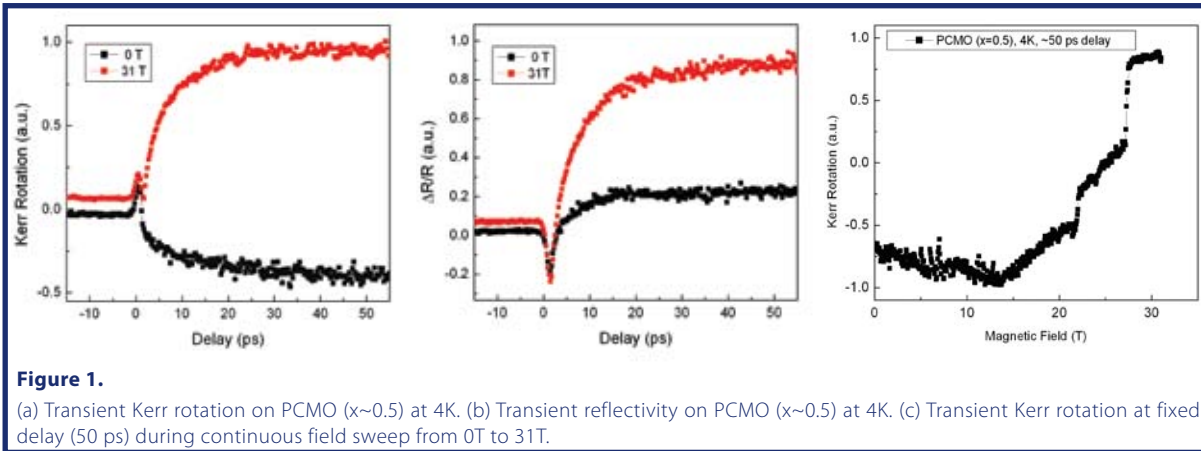 1.0
0.5
0.0
-0.5
Kerr Rotation (a.u.)
0 T
31 T
-10 0 10 20 30 40 50
Delay (ps)
1.0
0.8
0.6
0.4
0.2
0.0
-0.2
ΔR/R (a.u.)
0 T
31T
-10 0 10 20 30 40 50
Delay (ps)
1.0
0.5
0.0
-0.5
-1.0
Kerr Rotation (a.u.)
PCMO (x=0.5), 4K, ~50 ps delay
0 10 20 30
Magnetic Field (T)
Figure 1.
(a) Transient Kerr rotation on PCMO (x~0.5) at 4K. (b) Transient reflectivity on PCMO (x~0.5) at 4K. (c) Transient Kerr rotation at fixed
delay (50 ps) during continuous field sweep from 0T to 31T.